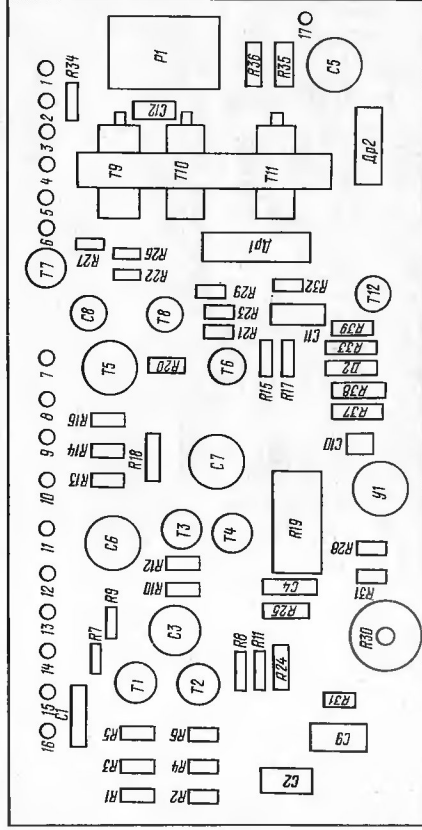 1
2
3
4
5
6
7
8
9
10
11
12
13
14
15
16
17
R34
P1
C12
R36
R35
C5
T9
T10
T11
Др2
T7
R27
R26
R22
Др1
C8
T8
R29
R23
R21
R32
C11
T12
T5
R20
T6
R15
R17
R39
R33
Д2
R38
R37
R16
R14
R13
R18
C7
C10
У1
C6
T3
T4
R19
R28
R12
R10
C4
R25
R31
R9
R7
C3
R30
T1
T2
R8
R11
R24
R31
C1
R5
R3
R1
R6
R4
R2
C9
C2